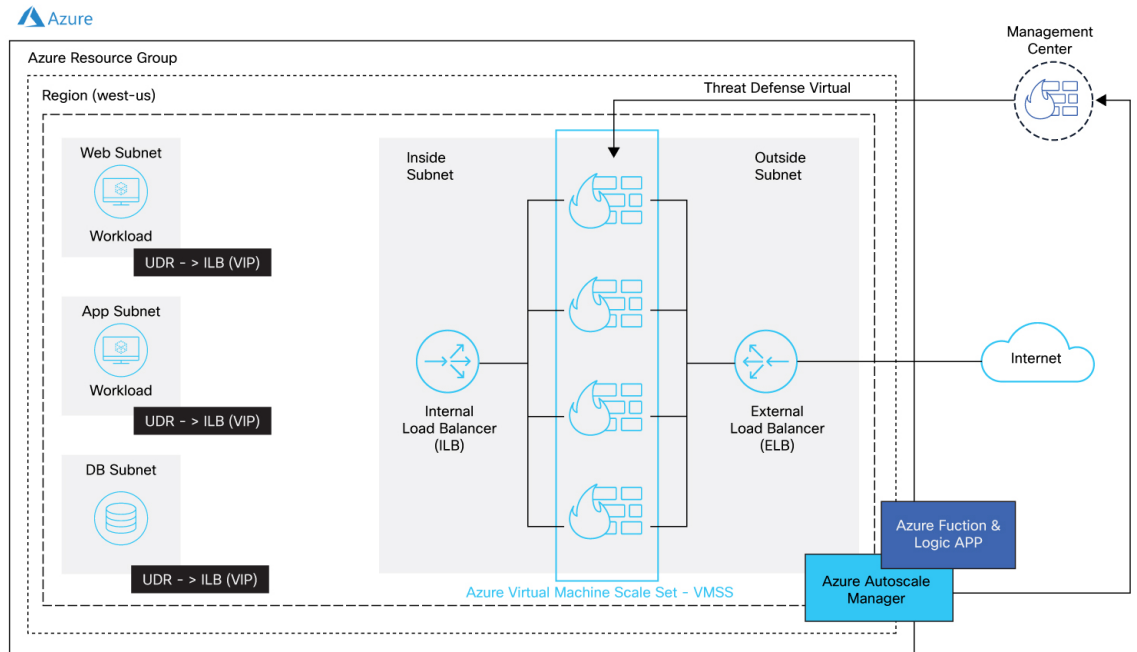 Azure
Management
Center
Azure Resource Group
Region (west-us)
Threat Defense Virtual
Web Subnet
Workload
UDR - > ILB (VIP)
App Subnet
Workload
UDR - > ILB (VIP)
DB Subnet
UDR - > ILB (VIP)
Inside
Subnet
Outside
Subnet
Internal
Load Balancer
(ILB)
External
Load Balancer
(ELB)
Internet
Azure Virtual Machine Scale Set - VMSS
Azure Fuction &
Logic APP
Azure Autoscale
Manager